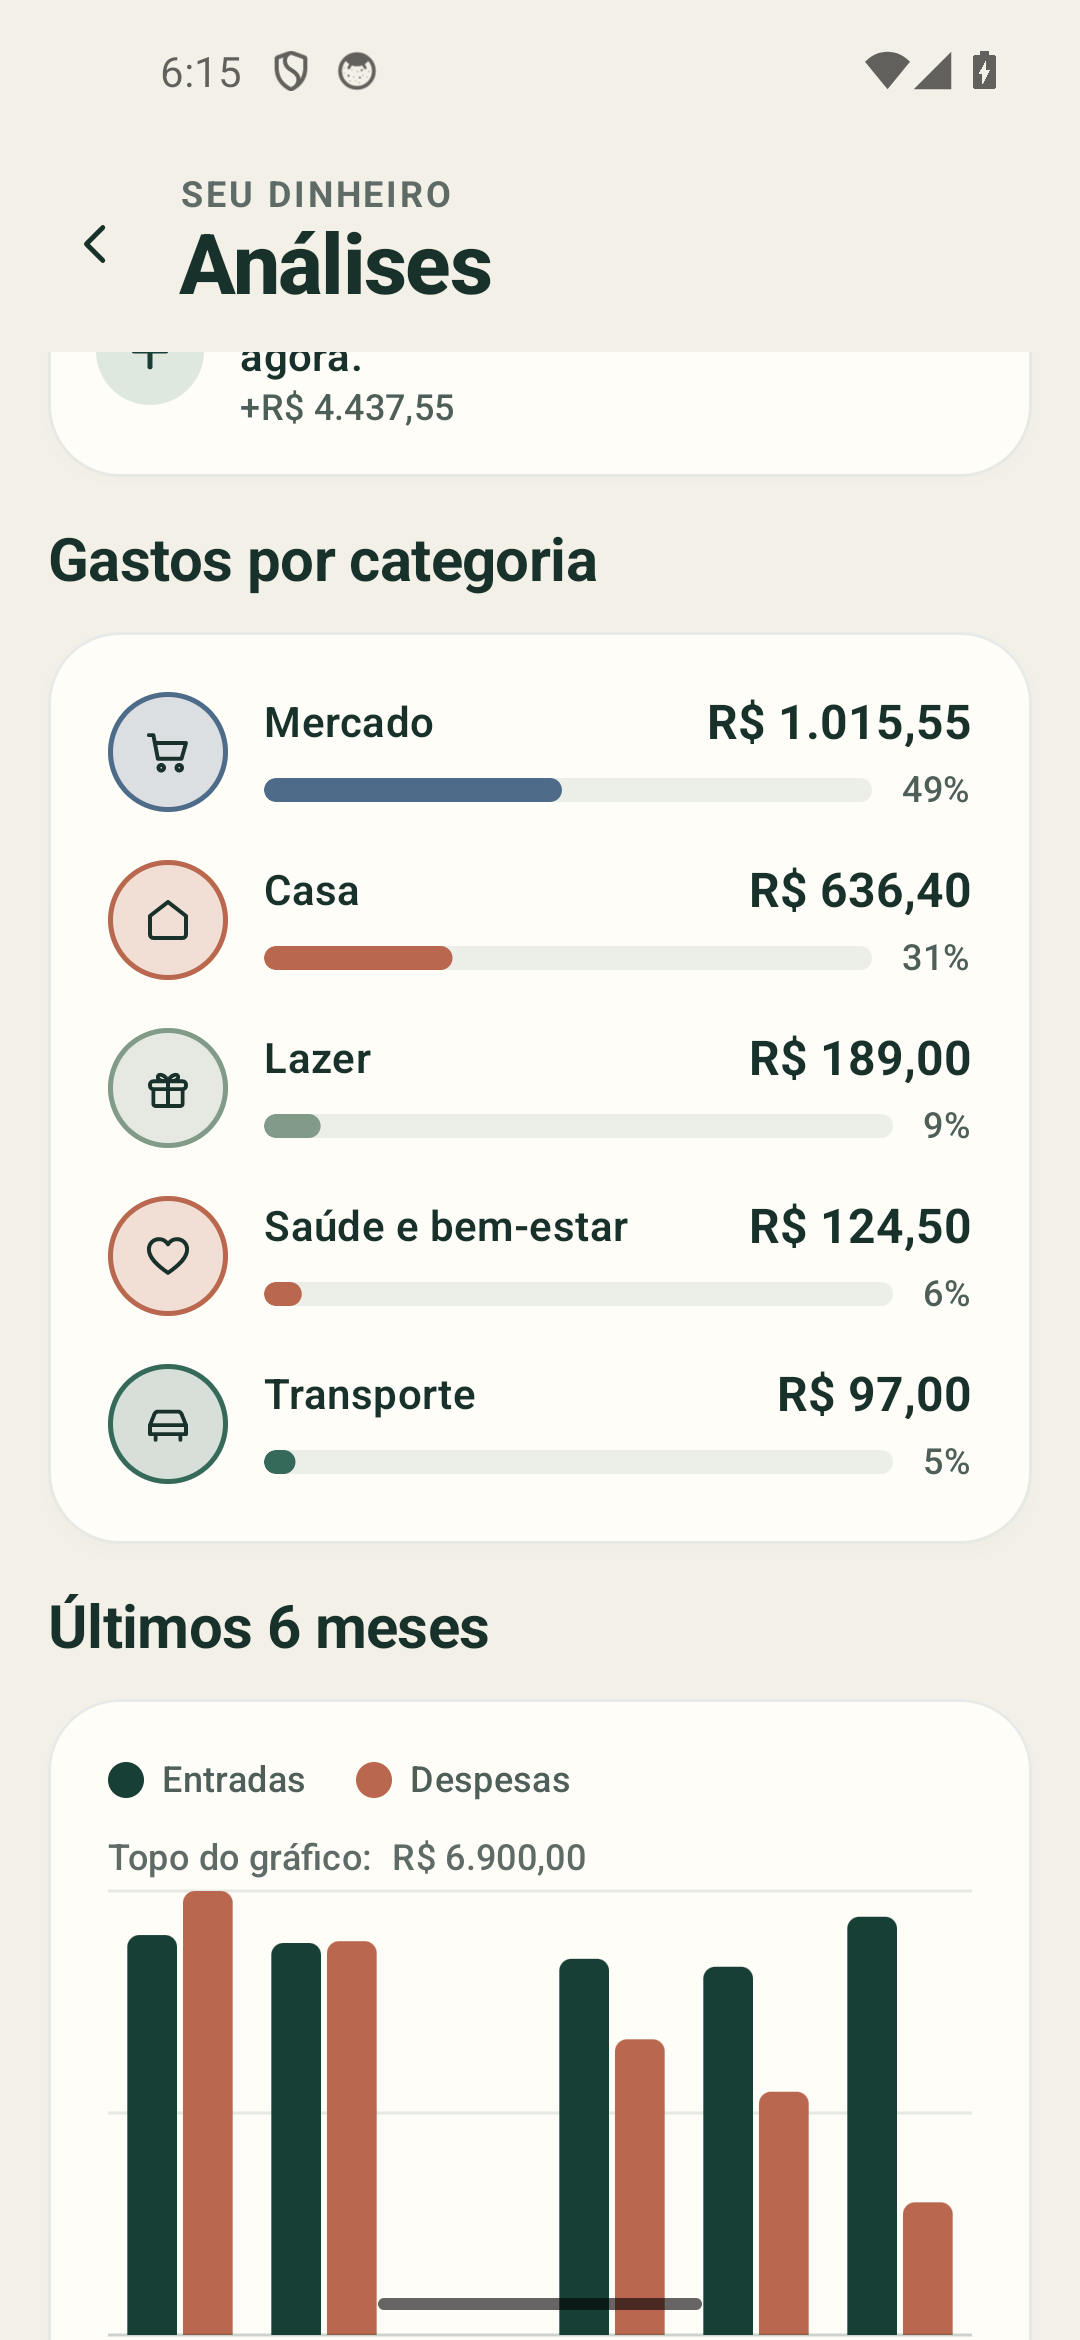 6:15
SEU DINHEIRO
Análises
agora.
+R$ 4.437,55
Gastos por categoria
Mercado R$ 1.015,55
49%
Casa R$ 636,40
31%
Lazer R$ 189,00
9%
Saúde e bem-estar R$ 124,50
6%
Transporte R$ 97,00
5%
Últimos 6 meses
Entradas Despesas
Topo do gráfico: R$ 6.900,00